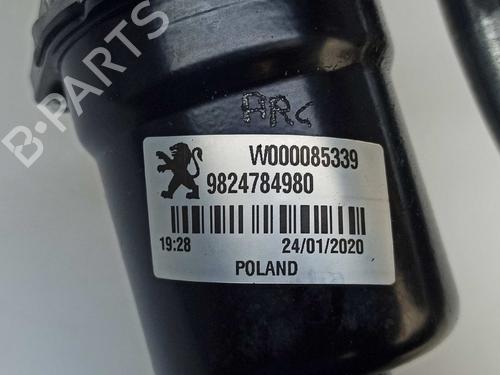 B-PARTS
ARC
W000085339
9824784980
19:28 24/01/2020
POLAND